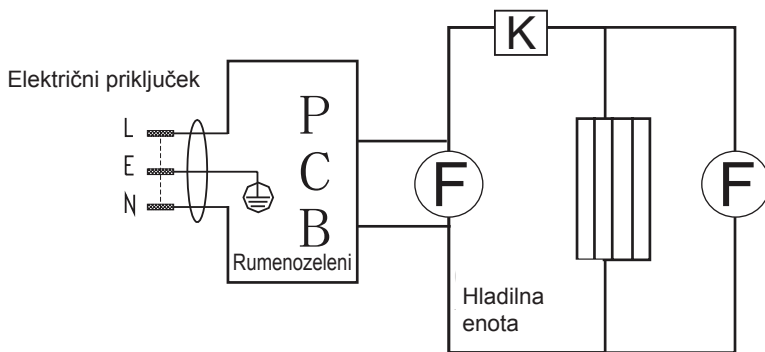 Električni priključek
L
E
N
P
C
B
Rumenozeleni
K
F
F
Hladilna
enota